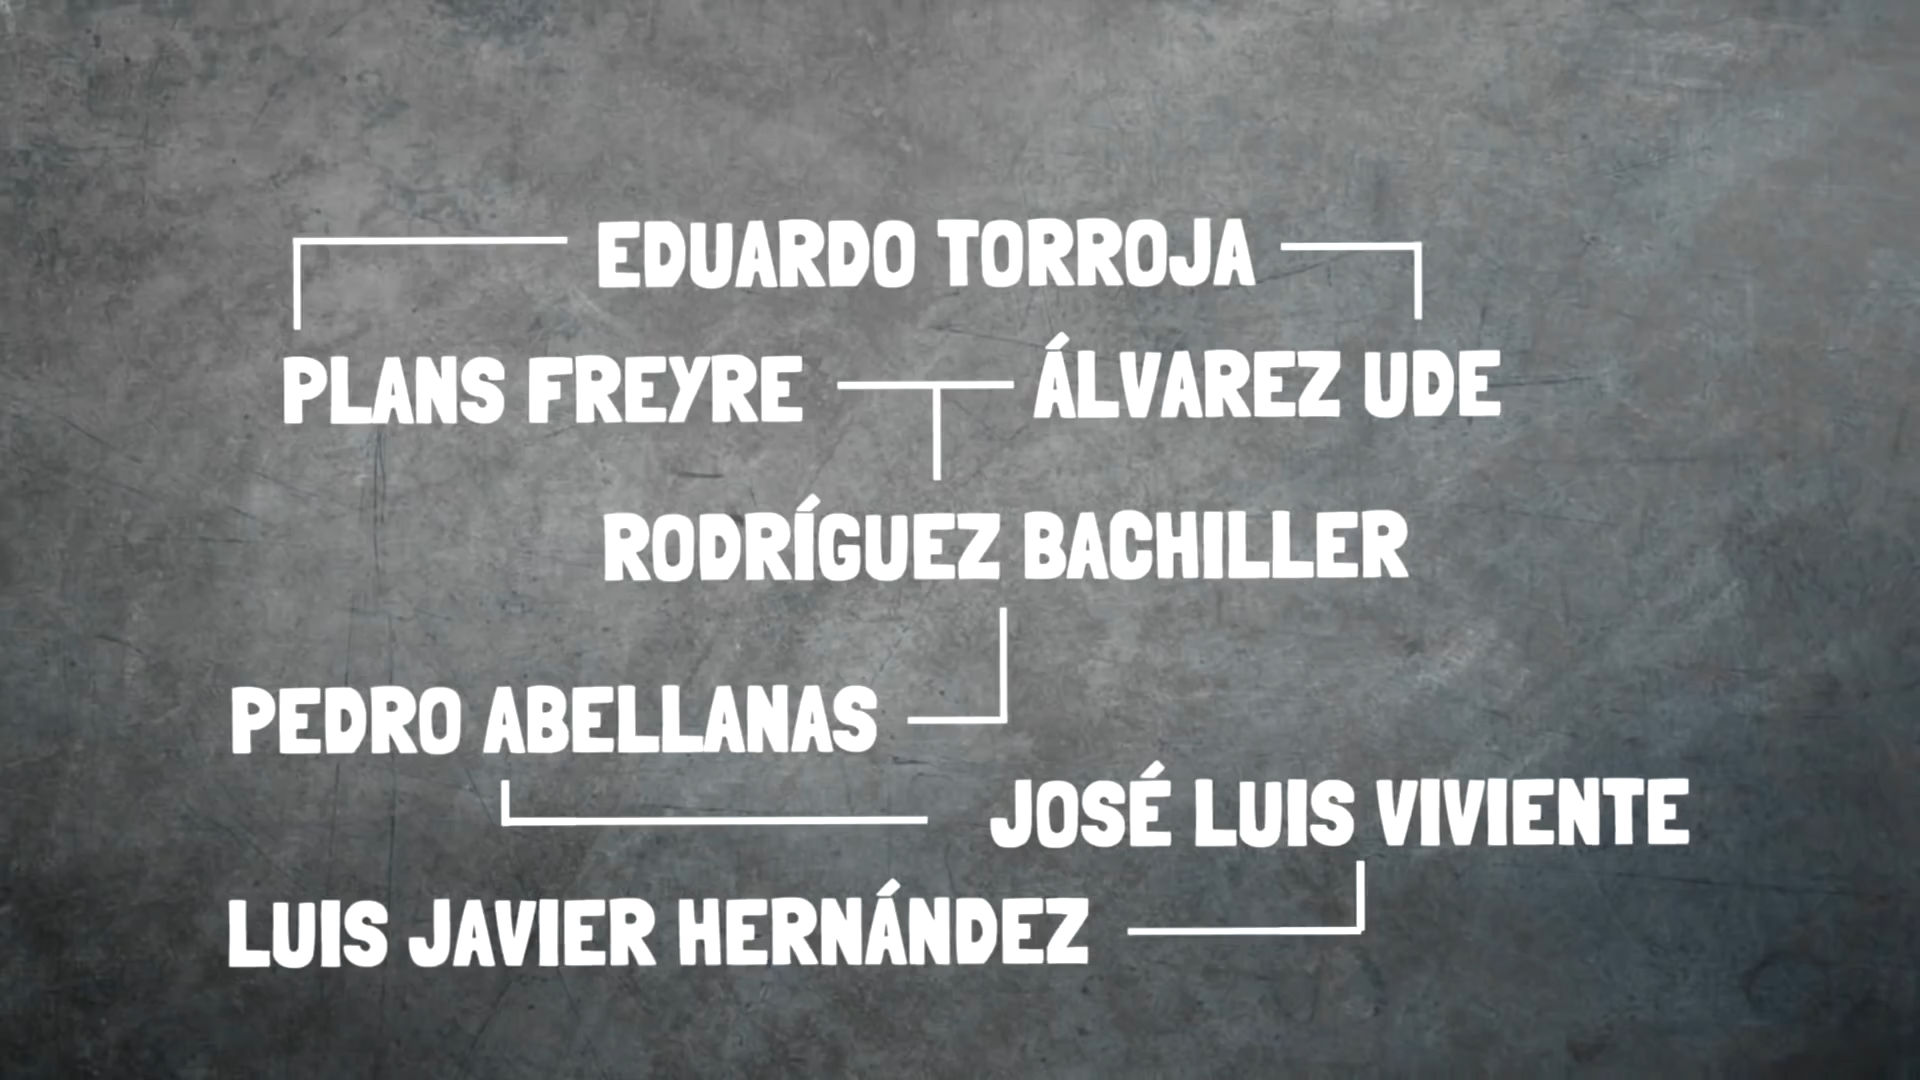 EDUARDO TORROJA
PLANS FREYRE
ÁLVAREZ UDE
RODRÍGUEZ BACHILLER
PEDRO ABELLANAS
JOSÉ LUIS VIVIENTE
LUIS JAVIER HERNÁNDEZ